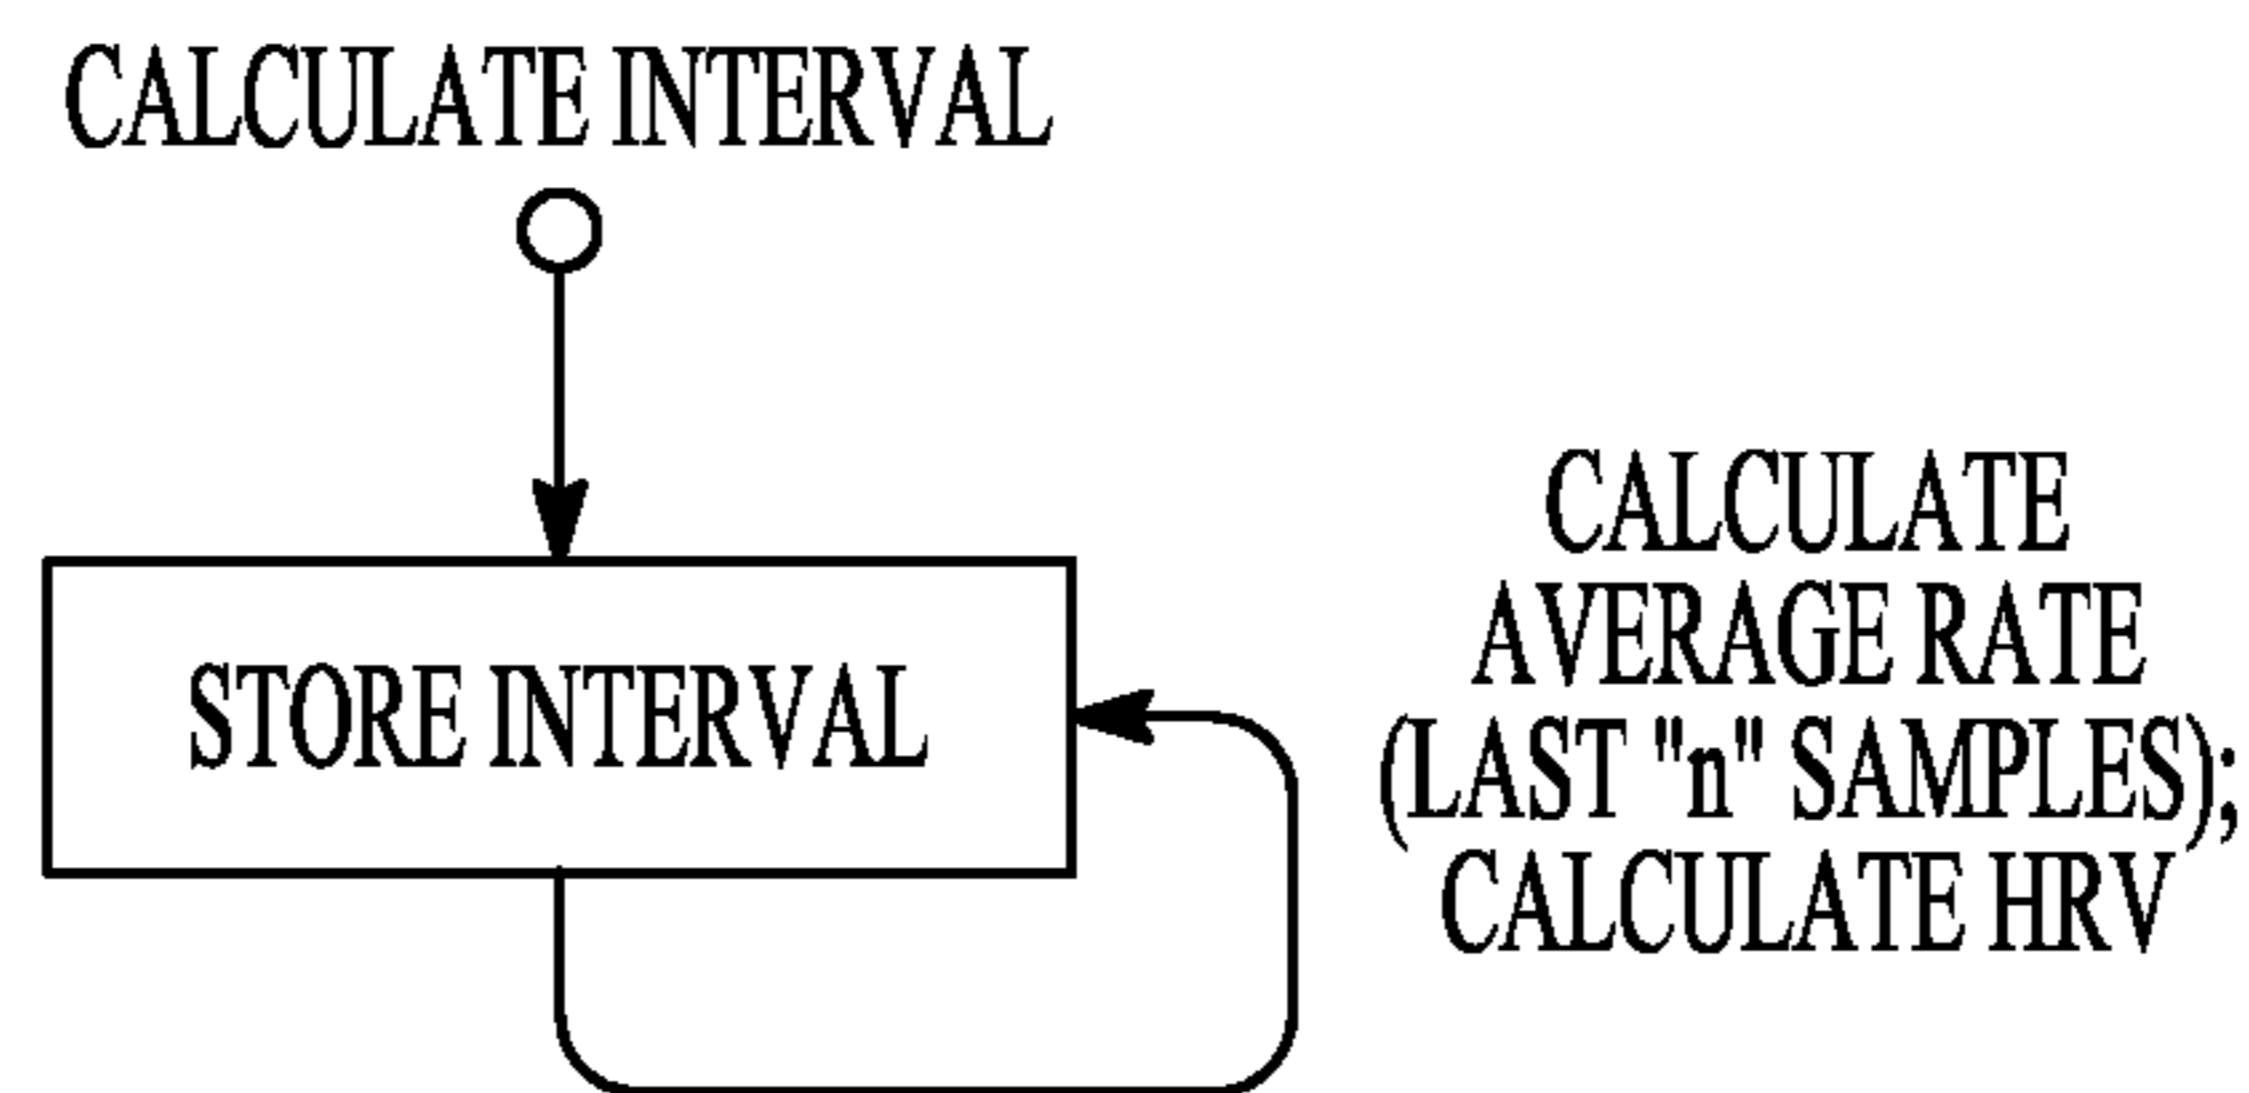 CALCULATE INTERVAL
STORE INTERVAL
CALCULATE
AVERAGE RATE
(LAST "n" SAMPLES);
CALCULATE HRV